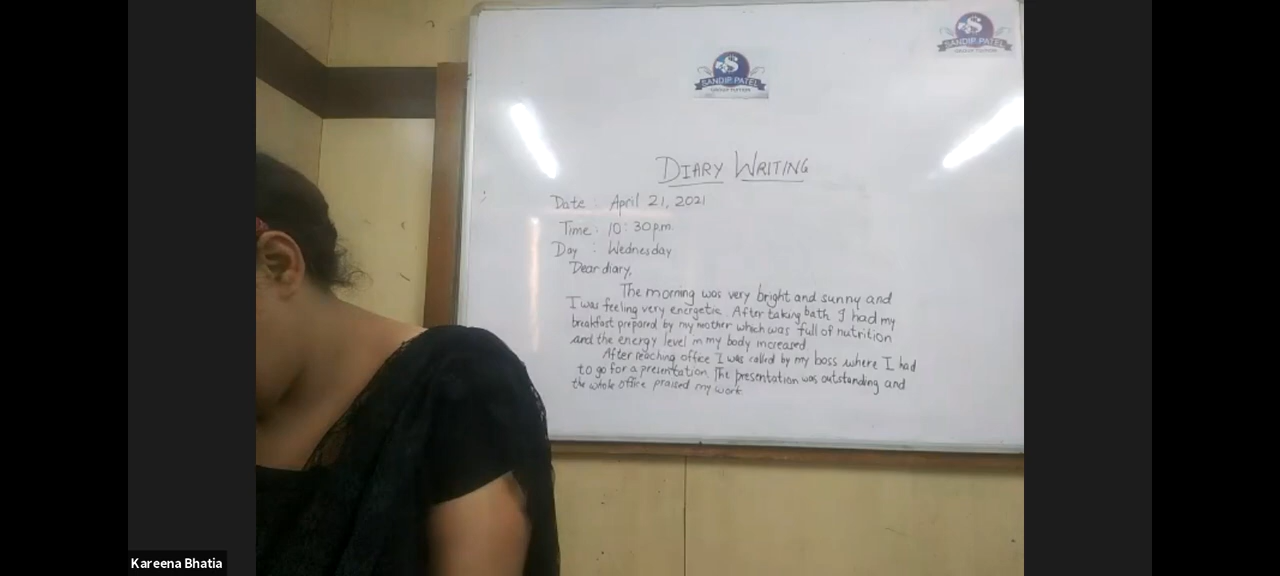 SANDIP PATEL
GROUP TUITION
SANDIP PATEL
GROUP TUITION
DIARY WRITING
Date : April 21, 2021
Time : 10 : 30 p.m.
Day : Wednesday
Dear diary,
The morning was very bright and sunny and
I was feeling very energetic. After taking bath I had my
breakfast prepared by my mother which was full of nutrition
and the energy level in my body increased.
After reaching office I was called by my boss where I had
to go for a presentation. The presentation was outstanding and
the whole office praised my work.
Kareena Bhatia